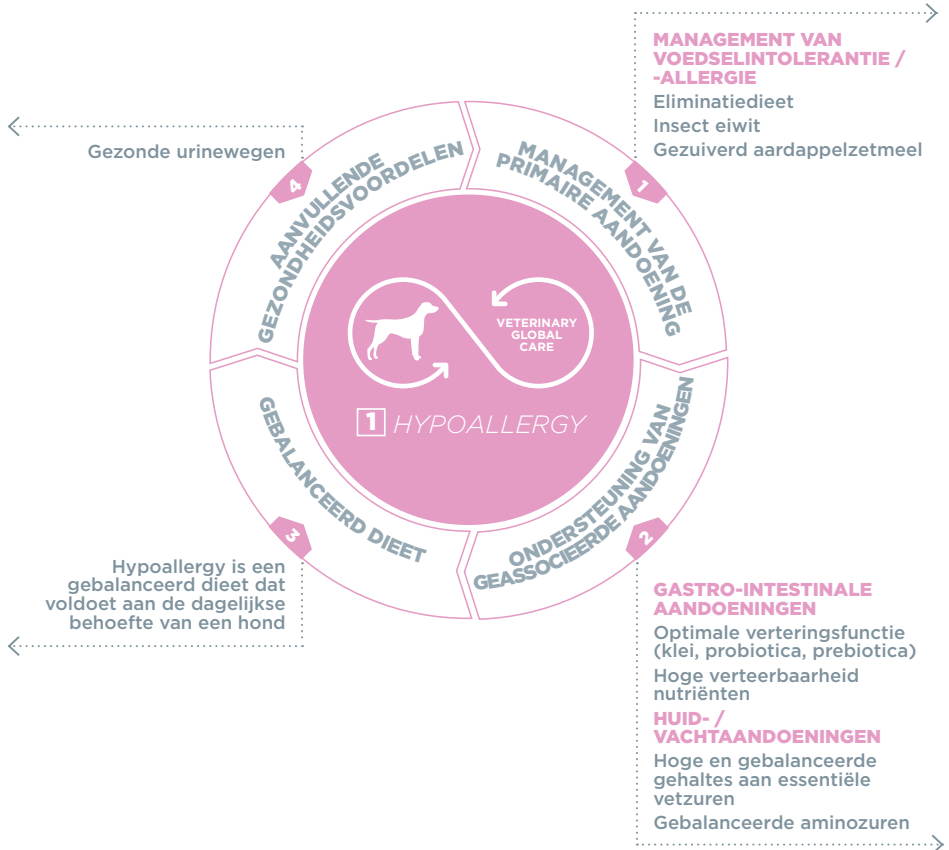 MANAGEMENT VAN
VOEDSELINTOLERANTIE /
-ALLERGIE
Eliminatiedieet
Insect eiwit
Gezuiverd aardappelzetmeel
Gezonde urinewegen
4
AANVULLENDE
GEZONDHEIDSVOORDELEN
1
MANAGEMENT VAN DE
PRIMAIRE AANDOENING
VETERINARY
GLOBAL
CARE
1 HYPOALLERGY
3
GEBALANCEERD DIEET
2
ONDERSTEUNING VAN
GEASSOCIEERDE AANDOENINGEN
Hypoallergy is een
gebalanceerd dieet dat
voldoet aan de dagelijkse
behoefte van een hond
GASTRO-INTESTINALE
AANDOENINGEN
Optimale verteringsfunctie
(klei, probiotica, prebiotica)
Hoge verteerbaarheid
nutriënten
HUID- /
VACHTAANDOENINGEN
Hoge en gebalanceerde
gehaltes aan essentiële
vetzuren
Gebalanceerde aminozuren